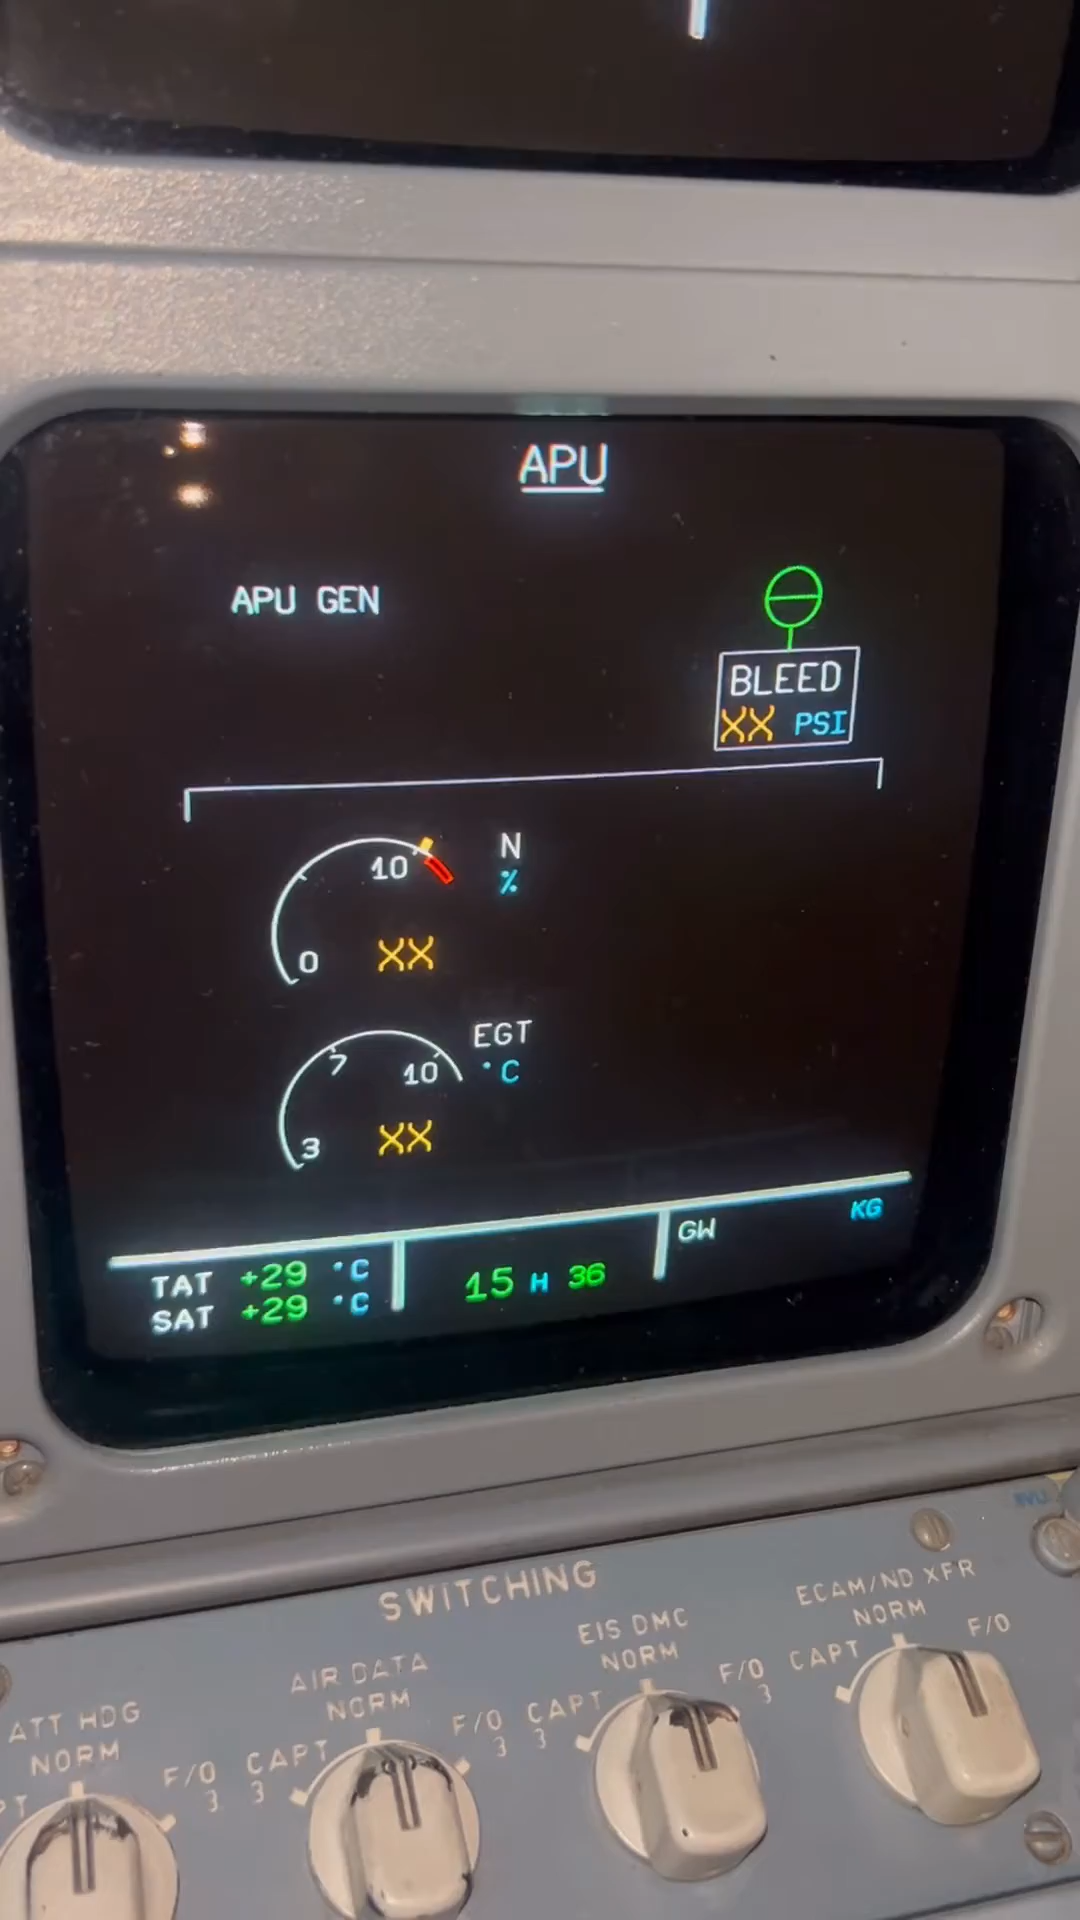 APU
APU GEN
BLEED
XX PSI
10
N
%
0
XX
EGT
7
10
°C
3
XX
KG
GW
TAT +29 °C
15 H 36
SAT +29 °C
SWITCHING
ECAM/ND XFR
NORM
F/O
EIS DMC
NORM
CAPT
F/O
3
AIR DATA
NORM
CAPT
3
F/O
3
ATT HDG
NORM
CAPT
3
F/O
3